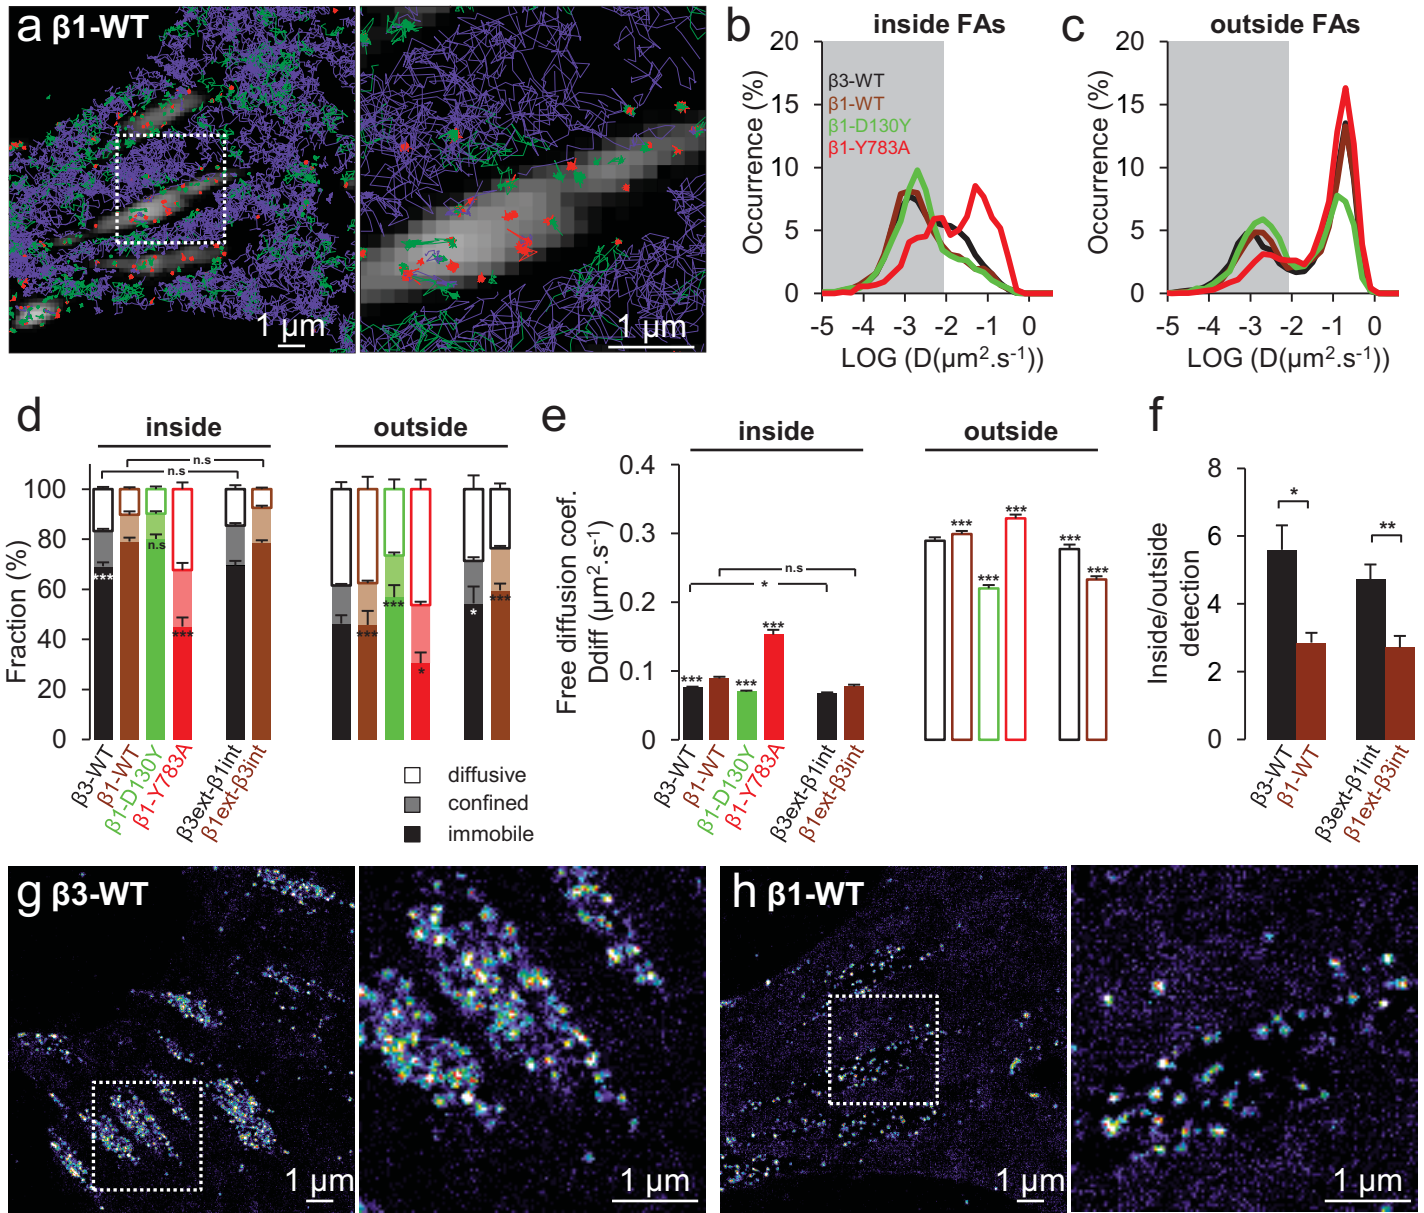 a β1-WT
1 µm
1 µm
b inside FAs
20
15
10
5
0
Occurrence (%)
β3-WT
β1-WT
β1-D130Y
β1-Y783A
-5 -4 -3 -2 -1 0
LOG (D(µm².s⁻¹))
c outside FAs
20
15
10
5
0
Occurrence (%)
-5 -4 -3 -2 -1 0
LOG (D(µm².s⁻¹))
d inside outside
n.s
n.s
100
80
60
40
20
0
Fraction (%)
***
n.s
***
***
***
*
*
***
β3-WT
β1-WT
β1-D130Y
β1-Y783A
β3ext-β1int
β1ext-β3int
diffusive
confined
immobile
e inside outside
0.4
0.3
0.2
0.1
0
Free diffusion coef.
Ddiff (µm².s⁻¹)
n.s
*
***
***
***
***
***
***
***
***
β3-WT
β1-WT
β1-D130Y
β1-Y783A
β3ext-β1int
β1ext-β3int
f
8
6
4
2
0
Inside/outside
detection
*
**
β3-WT
β1-WT
β3ext-β1int
β1ext-β3int
g β3-WT
1 µm
1 µm
h β1-WT
1 µm
1 µm